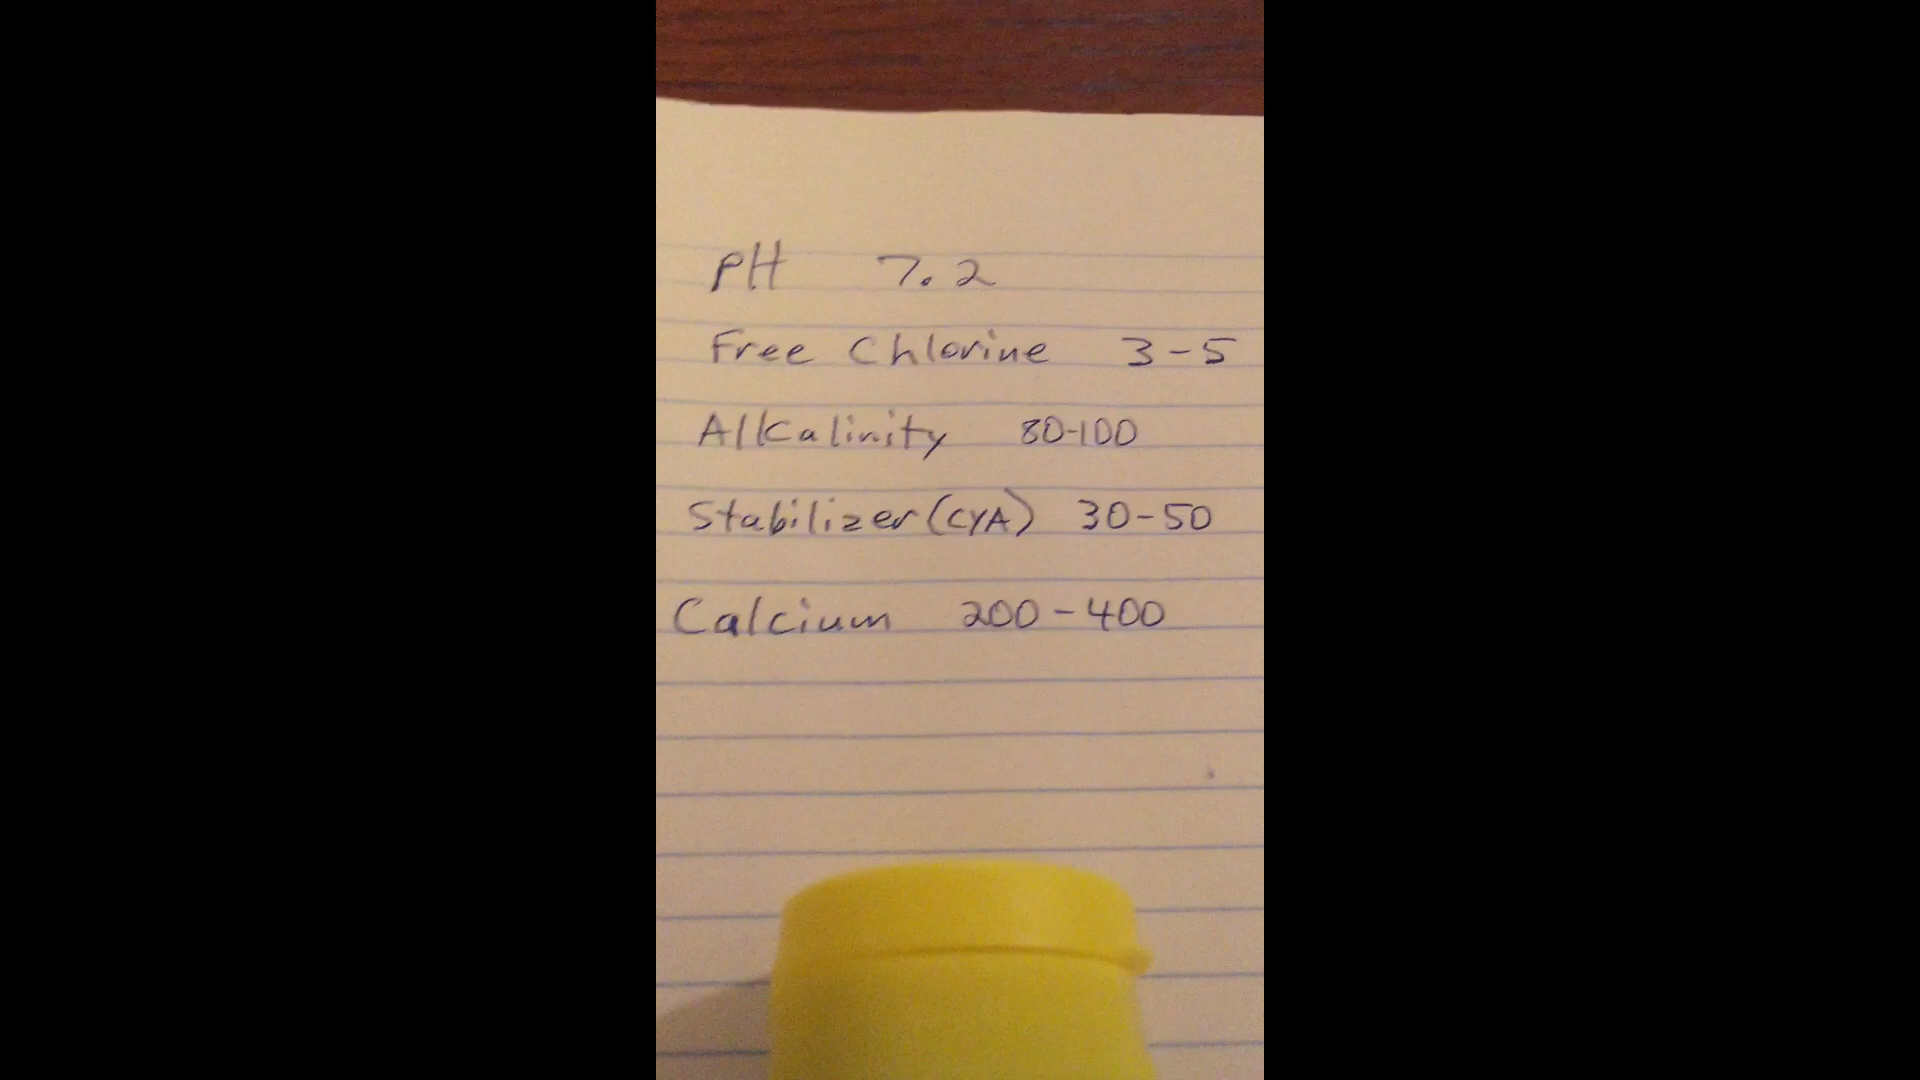 pH 7.2
Free Chlorine 3-5
Alkalinity 80-100
Stabilizer (CYA) 30-50
Calcium 200-400